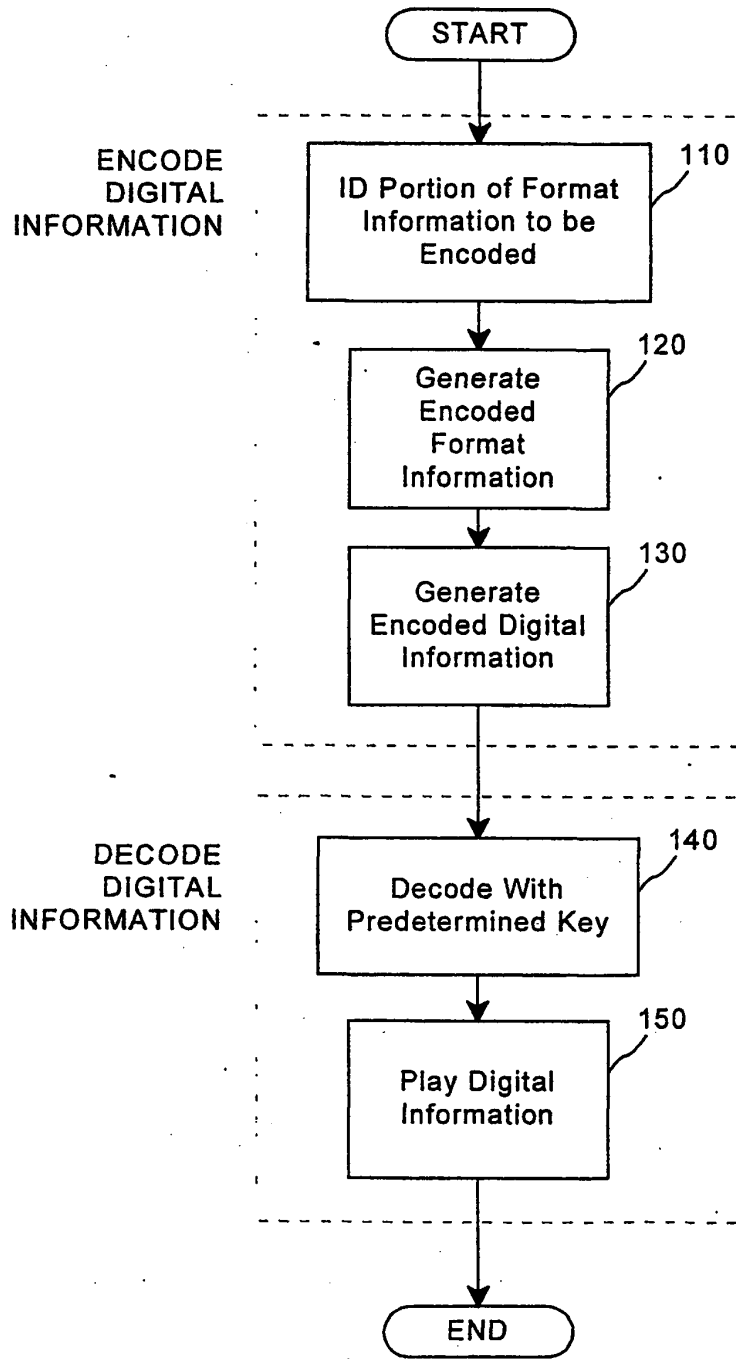 START
ENCODE
DIGITAL
INFORMATION
110
ID Portion of Format
Information to be
Encoded
120
Generate
Encoded
Format
Information
130
Generate
Encoded Digital
Information
DECODE
DIGITAL
INFORMATION
140
Decode With
Predetermined Key
150
Play Digital
Information
END